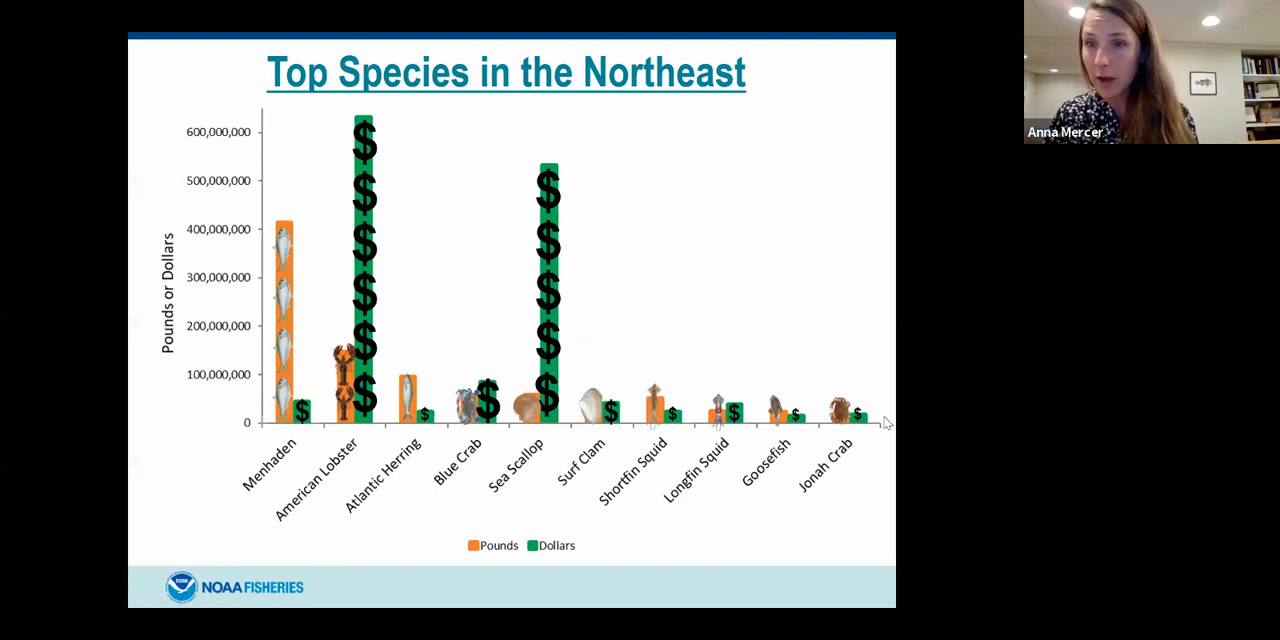 Top Species in the Northeast
Anna Mercer
Pounds or Dollars
600,000,000
500,000,000
400,000,000
300,000,000
200,000,000
100,000,000
0
$ $ $ $ $ $ $ $ $ $ $ $ $ $ $ $ $ $ $
Menhaden
American Lobster
Atlantic Herring
Blue Crab
Sea Scallop
Surf Clam
Shortfin Squid
Longfin Squid
Goosefish
Jonah Crab
Pounds Dollars
NOAA
NOAA FISHERIES